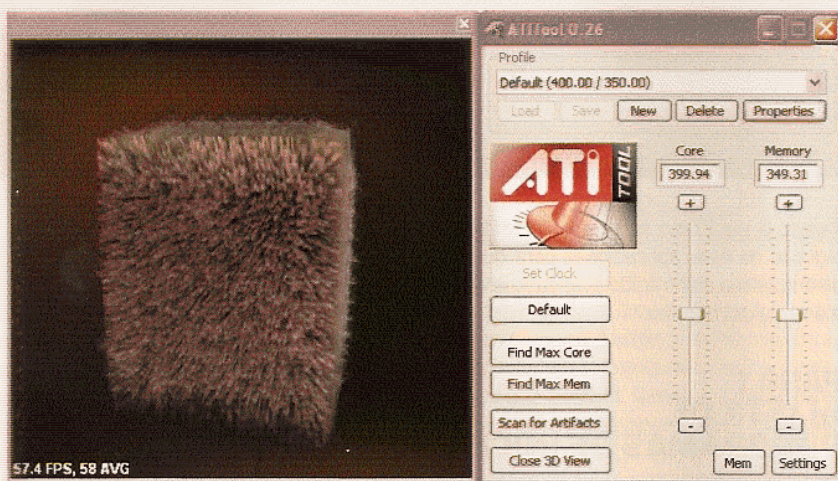 ATITool 0.26
Profile
Default (400.00 / 350.00)
Load Save New Delete Properties
ATi TOOL
Core Memory
399.94 349.31
+ +
Set Clock
Default
Find Max Core
Find Max Mem
Scan for Artifacts
- -
Close 3D View
Mem Settings
57.4 FPS, 58 AVG